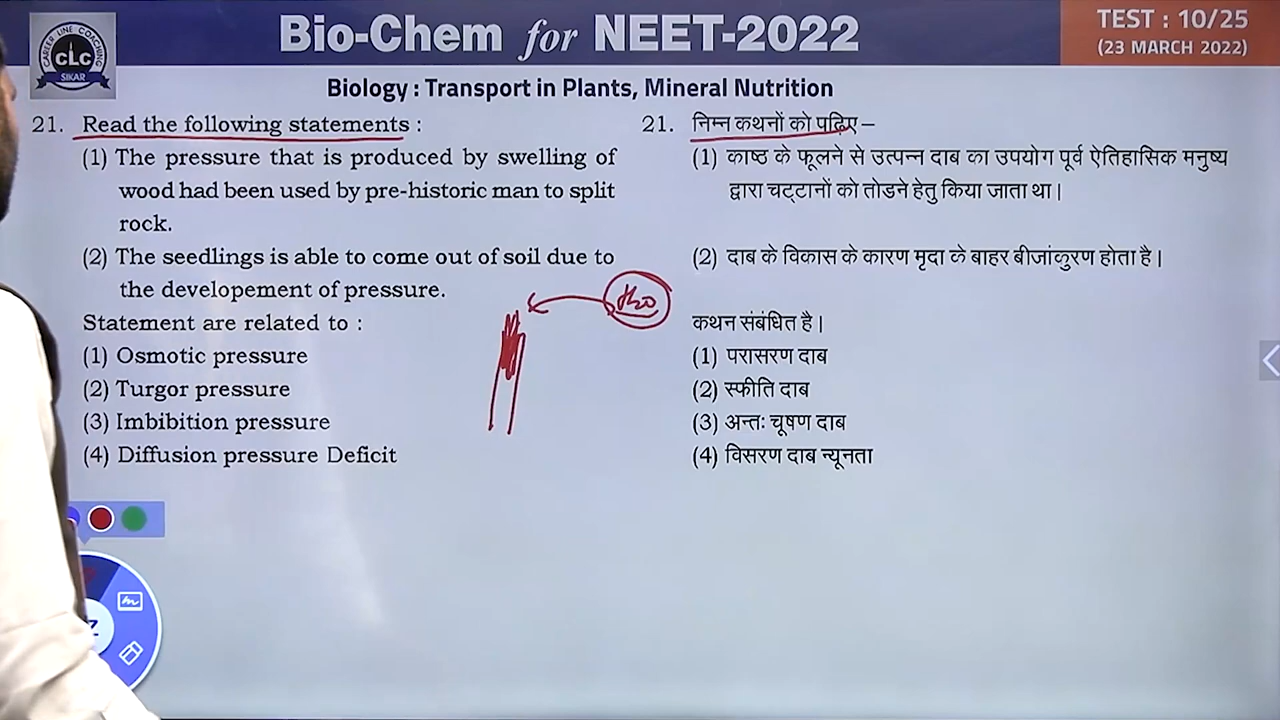 Bio-Chem for NEET-2022
TEST : 10/25
(23 MARCH 2022)
CAREER LINE COACHING
CLC
SIKAR
Biology : Transport in Plants, Mineral Nutrition
21. Read the following statements :
(1) The pressure that is produced by swelling of
wood had been used by pre-historic man to split
rock.
(2) The seedlings is able to come out of soil due to
the developement of pressure.
H2O
Statement are related to :
(1) Osmotic pressure
(2) Turgor pressure
(3) Imbibition pressure
(4) Diffusion pressure Deficit
21. निम्न कथनों को पढ़िए –
(1) काष्ठ के फूलने से उत्पन्न दाब का उपयोग पूर्व ऐतिहासिक मनुष्य
द्वारा चट्टानों को तोडने हेतु किया जाता था।
(2) दाब के विकास के कारण मृदा के बाहर बीजांकुरण होता है।
कथन संबंधित है।
(1) परासरण दाब
(2) स्फीति दाब
(3) अन्तः चूषण दाब
(4) विसरण दाब न्यूनता
Z